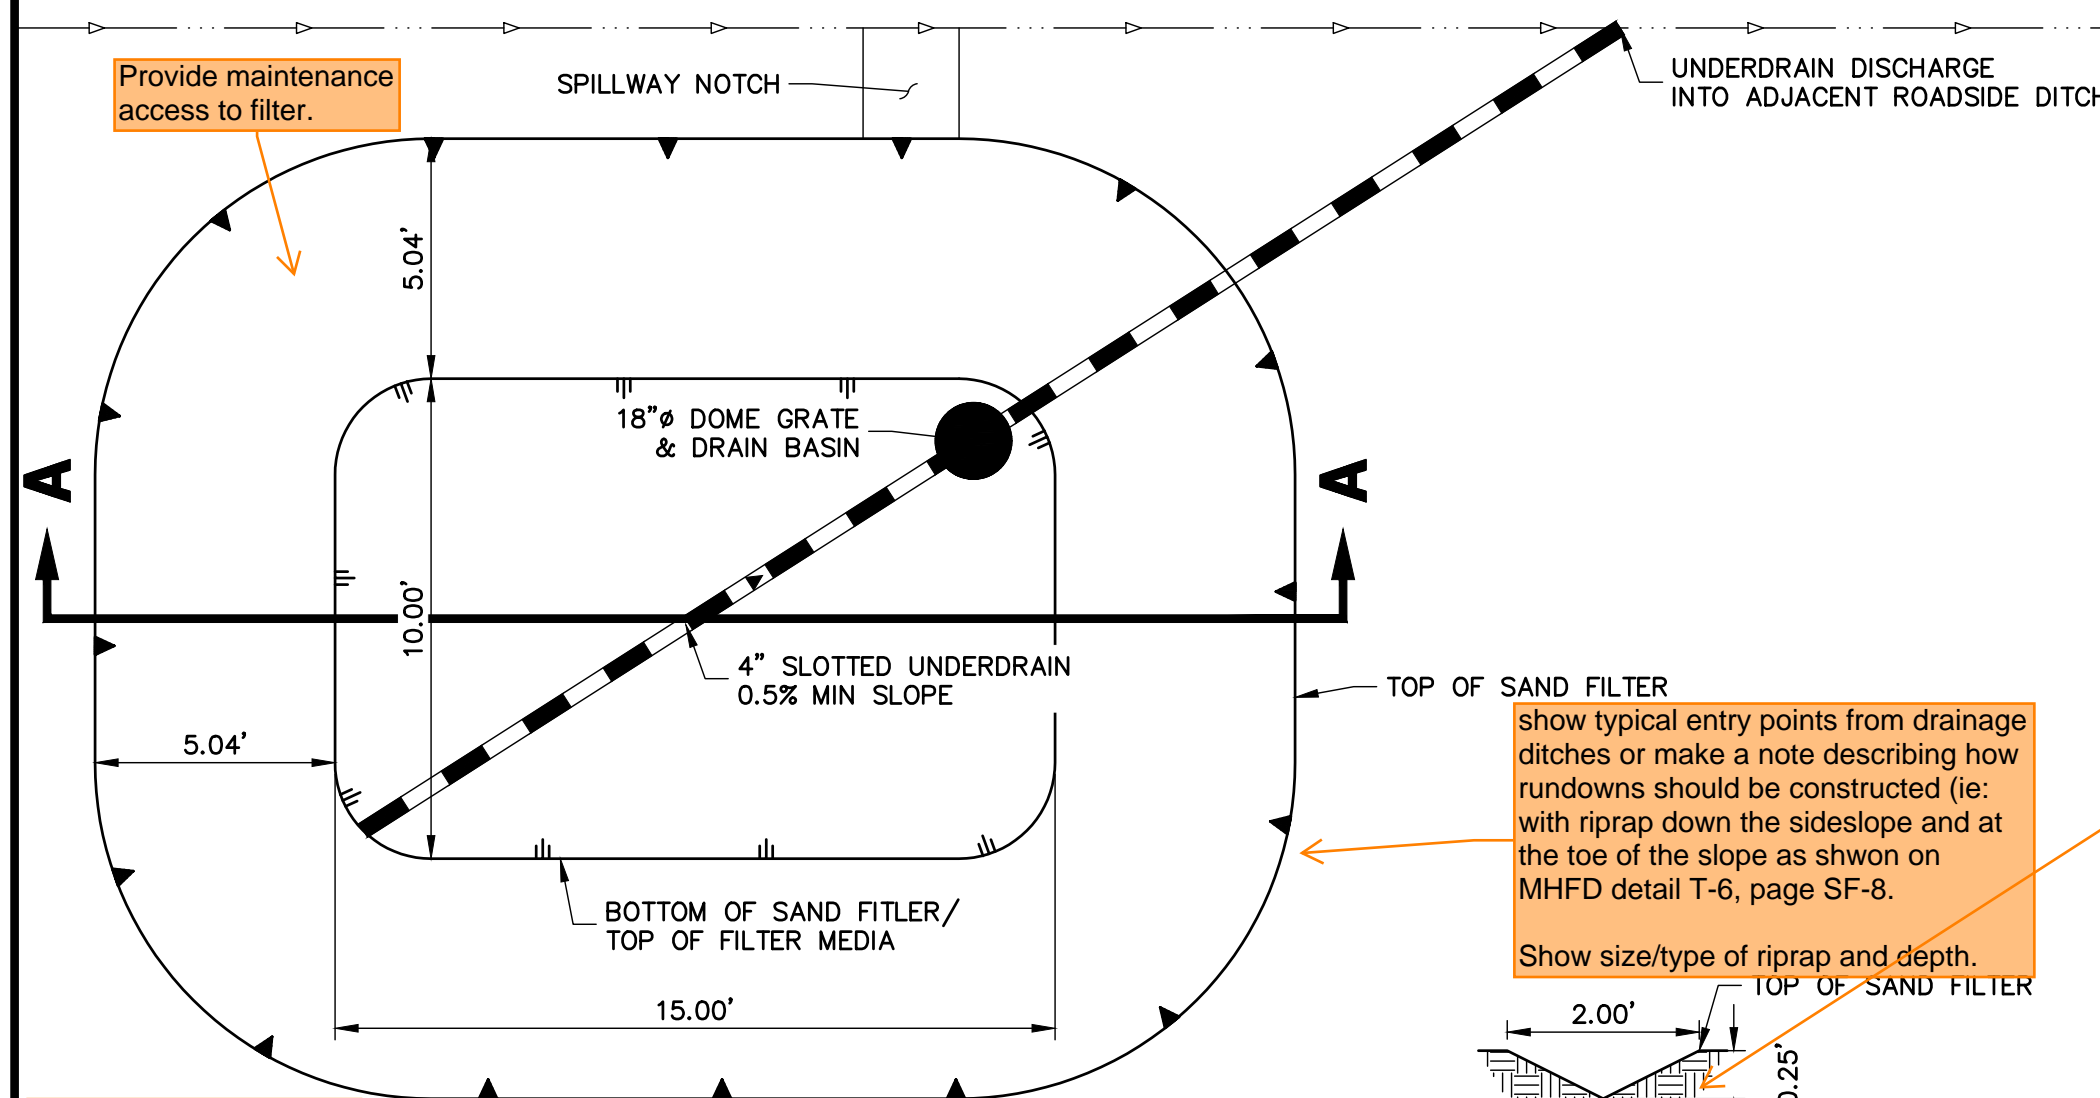 Provide maintenance
access to filter.
SPILLWAY NOTCH
UNDERDRAIN DISCHARGE
INTO ADJACENT ROADSIDE DITCH
5.04'
18"ø DOME GRATE
& DRAIN BASIN
A
A
10.00'
4" SLOTTED UNDERDRAIN
0.5% MIN SLOPE
TOP OF SAND FILTER
5.04'
show typical entry points from drainage
ditches or make a note describing how
rundowns should be constructed (ie:
with riprap down the sideslope and at
the toe of the slope as shwon on
MHFD detail T-6, page SF-8.
Show size/type of riprap and depth.
BOTTOM OF SAND FITLER/
TOP OF FILTER MEDIA
TOP OF SAND FILTER
15.00'
2.00'
0.25'